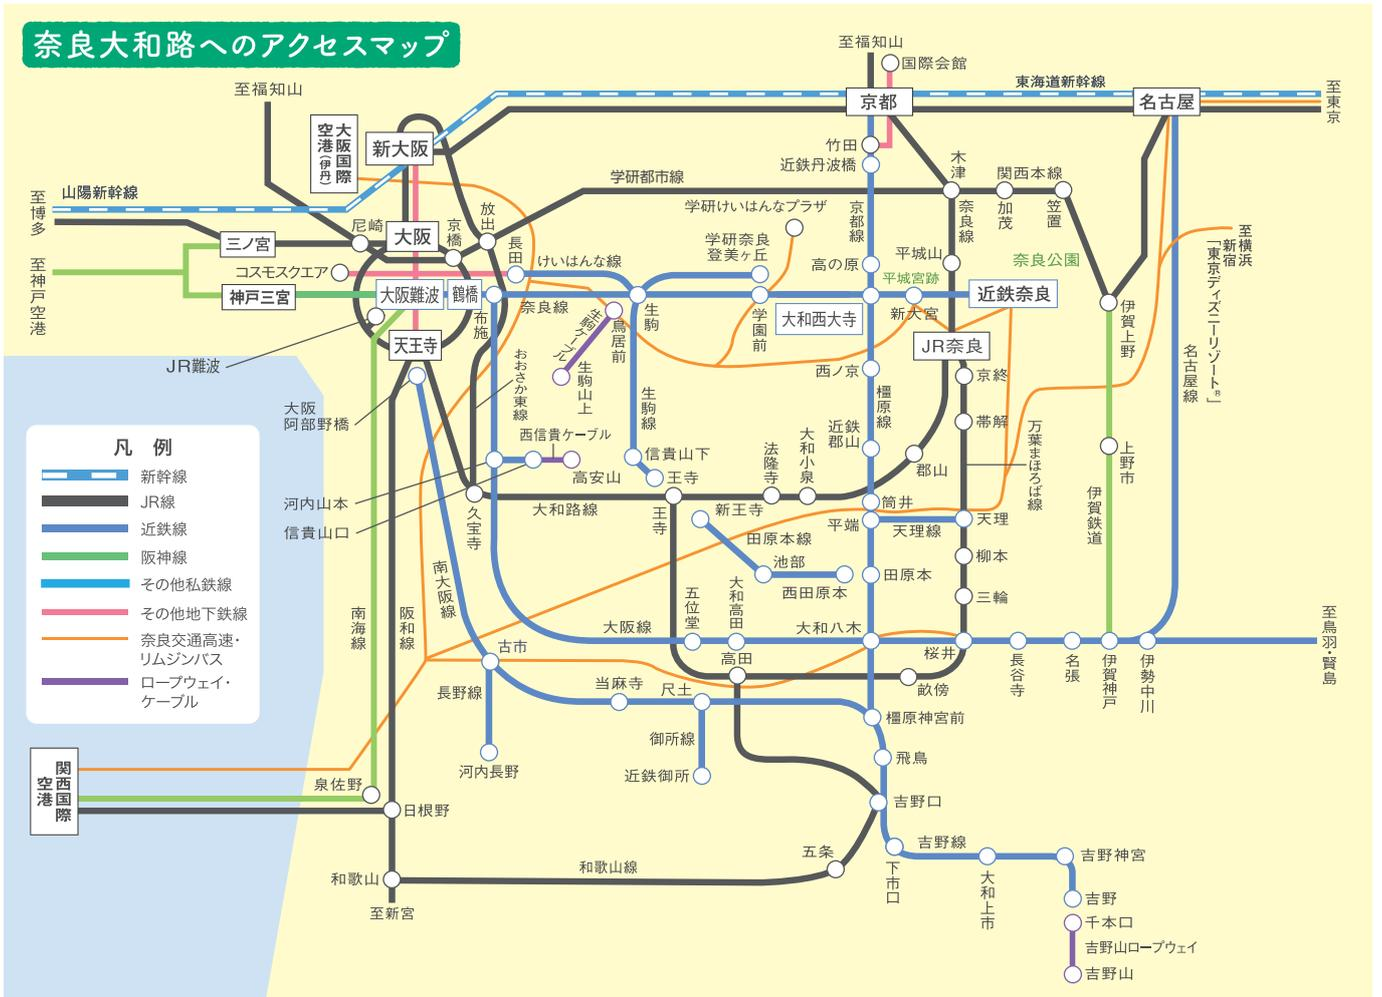 奈良大和路へのアクセスマップ
至福知山
国際会館
東海道新幹線
京都
名古屋
至東京
至福知山
大阪国際
空港(伊丹)
新大阪
竹田
近鉄丹波橋
山陽新幹線
至博多
学研都市線
木津
関西本線
加茂
笠置
奈良線
学研けいはんなプラザ
京都線
放出
京橋
尼崎
大阪
三ノ宮
長田
学研奈良
登美ヶ丘
平城山
奈良公園
至横浜
新宿
「東京ディズニーリゾート®」
至神戸空港
コスモスクエア
けいはんな線
高の原
平城宮跡
神戸三宮
大阪難波
鶴橋
布施
奈良線
生駒
学園前
大和西大寺
新大宮
近鉄奈良
伊賀上野
生駒ケーブル
鳥居前
天王寺
JR奈良
JR難波
おおさか東線
生駒山上
生駒線
西ノ京
橿原線
京終
名古屋線
大阪
阿部野橋
西信貴ケーブル
信貴山下
近鉄
郡山
法隆寺
大和小泉
帯解
万葉まほろば線
郡山
上野市
高安山
王寺
凡 例
新幹線
JR線
近鉄線
阪神線
その他私鉄線
その他地下鉄線
奈良交通高速・
リムジンバス
ロープウェイ・
ケーブル
河内山本
信貴山口
久宝寺
大和路線
王寺
新王寺
筒井
平端
天理線
天理
伊賀鉄道
田原本線
池部
西田原本
田原本
柳本
三輪
南大阪線
南海線
阪和線
五位堂
大和高田
大阪線
大和八木
桜井
長谷寺
名張
伊賀神戸
伊勢中川
至鳥羽・賢島
古市
高田
畝傍
長野線
当麻寺
尺土
橿原神宮前
御所線
河内長野
近鉄御所
飛鳥
関西国際
空港
泉佐野
日根野
吉野口
吉野線
下市口
大和上市
吉野神宮
五条
和歌山線
和歌山
至新宮
吉野
千本口
吉野山ロープウェイ
吉野山